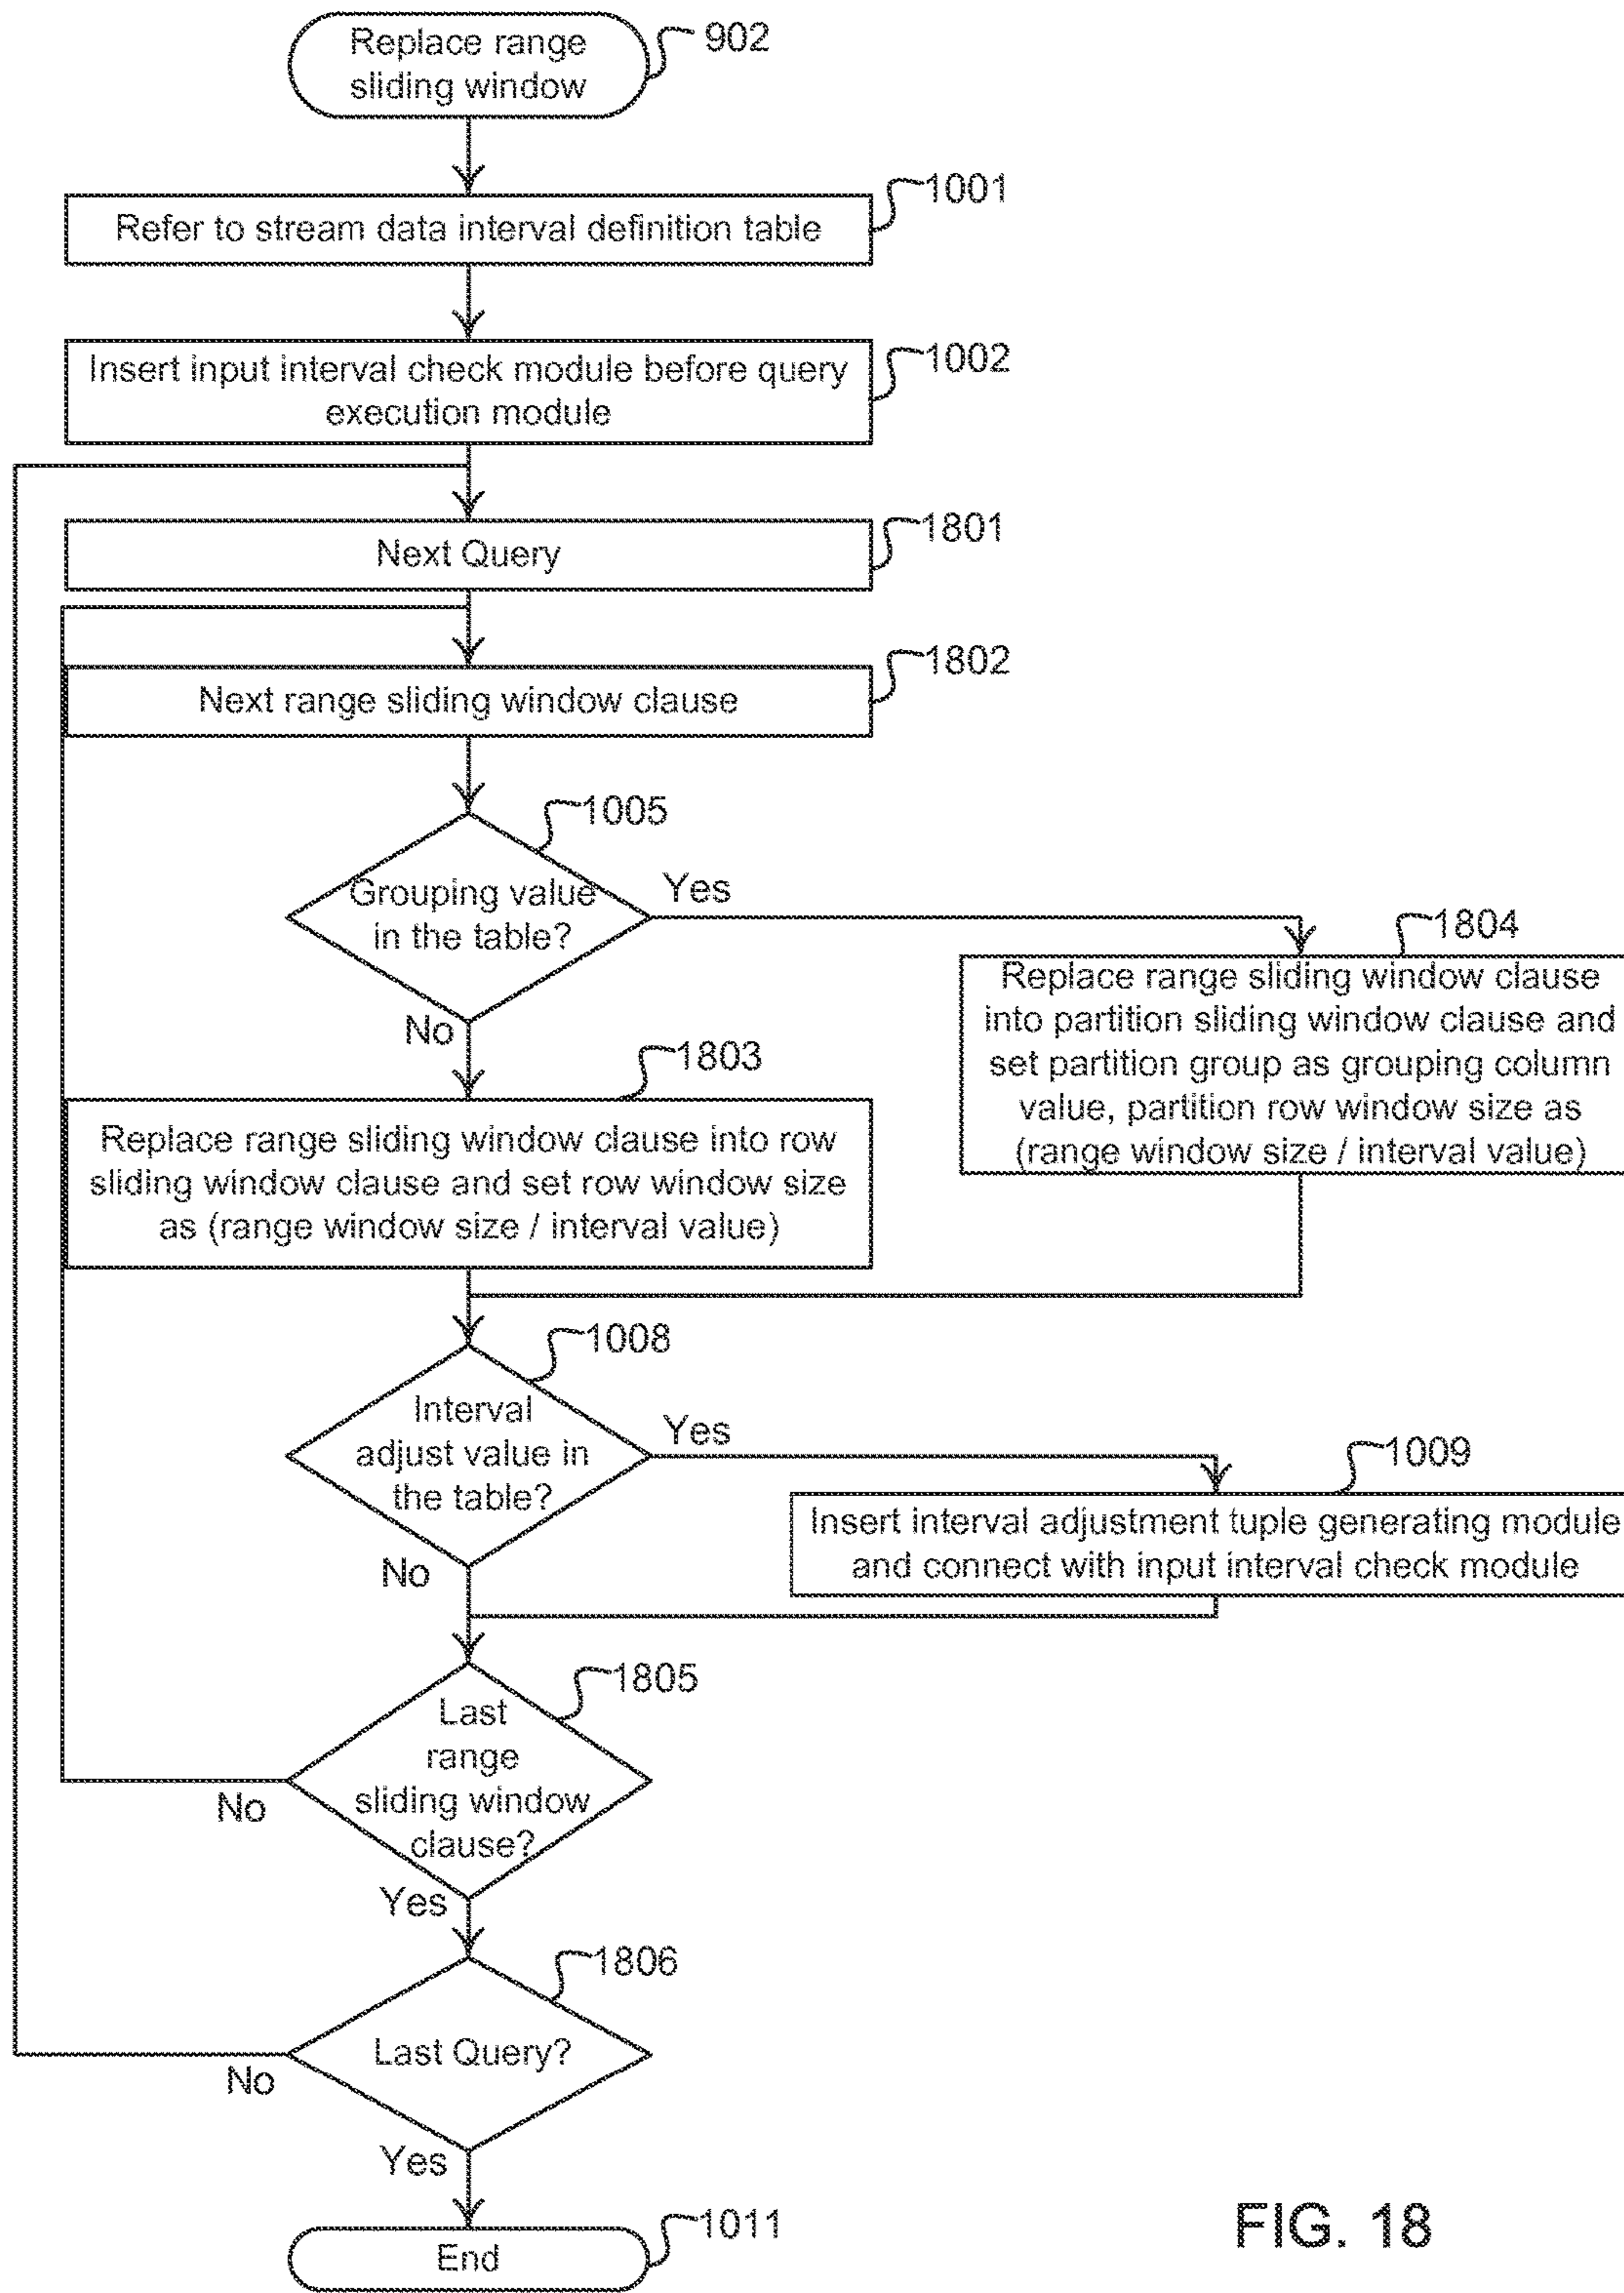 Replace range
sliding window
902
Refer to stream data interval definition table
1001
Insert input interval check module before query
execution module
1002
Next Query
1801
Next range sliding window clause
1802
1005
Grouping value
in the table?
Yes
No
1804
Replace range sliding window clause
into partition sliding window clause and
set partition group as grouping column
value, partition row window size as
(range window size / interval value)
1803
Replace range sliding window clause into row
sliding window clause and set row window size
as (range window size / interval value)
1008
Interval
adjust value in
the table?
Yes
No
1009
Insert interval adjustment tuple generating module
and connect with input interval check module
1805
Last
range
sliding window
clause?
No
Yes
1806
Last Query?
No
Yes
End
1011
FIG. 18